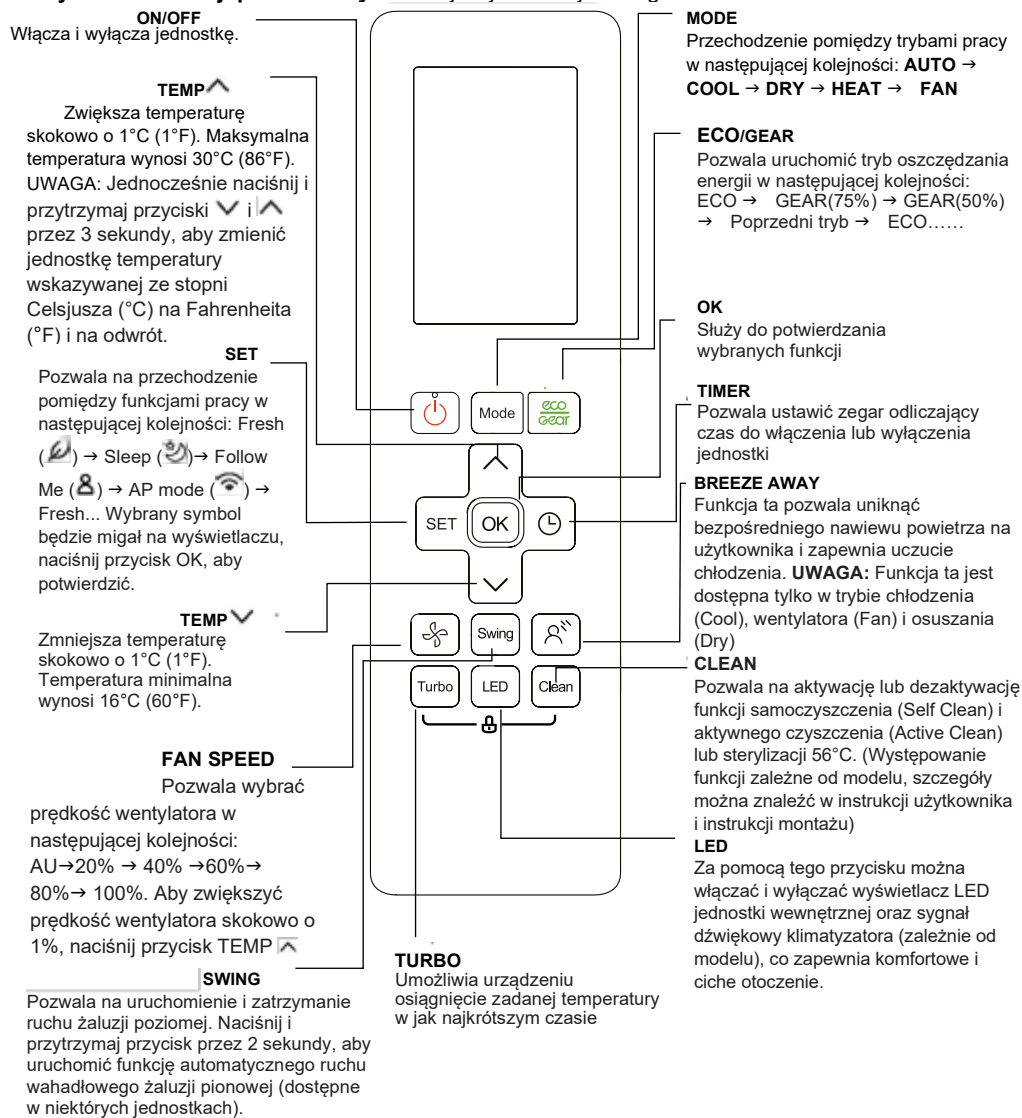 ON/OFF
Włącza i wyłącza jednostkę.
TEMP
Zwiększa temperaturę
skokowo o 1°C (1°F). Maksymalna
temperatura wynosi 30°C (86°F).
UWAGA: Jednocześnie naciśnij i
przytrzymaj przyciski i
przez 3 sekundy, aby zmienić
jednostkę temperatury
wskazywanej ze stopni
Celsjusza (°C) na Fahrenheita
(°F) i na odwrót.
SET
Pozwala na przechodzenie
pomiędzy funkcjami pracy w
następującej kolejności: Fresh
( ) → Sleep ( ) → Follow
Me ( ) → AP mode ( ) →
Fresh... Wybrany symbol
będzie migał na wyświetlaczu,
naciśnij przycisk OK, aby
potwierdzić.
TEMP
Zmniejsza temperaturę
skokowo o 1°C (1°F).
Temperatura minimalna
wynosi 16°C (60°F).
FAN SPEED
Pozwala wybrać
prędkość wentylatora w
następującej kolejności:
AU→20% → 40% →60%→
80%→ 100%. Aby zwiększyć
prędkość wentylatora skokowo o
1%, naciśnij przycisk TEMP
SWING
Pozwala na uruchomienie i zatrzymanie
ruchu żaluzji poziomej. Naciśnij i
przytrzymaj przycisk przez 2 sekundy, aby
uruchomić funkcję automatycznego ruchu
wahadłowego żaluzji pionowej (dostępne
w niektórych jednostkach).
Mode
eco
Gear
SET
OK
Swing
Turbo
LED
Clean
TURBO
Umożliwia urządzeniu
osiągnięcie zadanej temperatury
w jak najkrótszym czasie
MODE
Przechodzenie pomiędzy trybami pracy
w następującej kolejności: AUTO →
COOL → DRY → HEAT → FAN
ECO/GEAR
Pozwala uruchomić tryb oszczędzania
energii w następującej kolejności:
ECO → GEAR(75%) → GEAR(50%)
→ Poprzedni tryb → ECO……
OK
Służy do potwierdzania
wybranych funkcji
TIMER
Pozwala ustawić zegar odliczający
czas do włączenia lub wyłączenia
jednostki
BREEZE AWAY
Funkcja ta pozwala uniknąć
bezpośredniego nawiewu powietrza na
użytkownika i zapewnia uczucie
chłodzenia. UWAGA: Funkcja ta jest
dostępna tylko w trybie chłodzenia
(Cool), wentylatora (Fan) i osuszania
(Dry)
CLEAN
Pozwala na aktywację lub dezaktywację
funkcji samoczyszczenia (Self Clean) i
aktywnego czyszczenia (Active Clean)
lub sterylizacji 56°C. (Występowanie
funkcji zależne od modelu, szczegóły
można znaleźć w instrukcji użytkownika
i instrukcji montażu)
LED
Za pomocą tego przycisku można
włączać i wyłączać wyświetlacz LED
jednostki wewnętrznej oraz sygnał
dźwiękowy klimatyzatora (zależnie od
modelu), co zapewnia komfortowe i
ciche otoczenie.